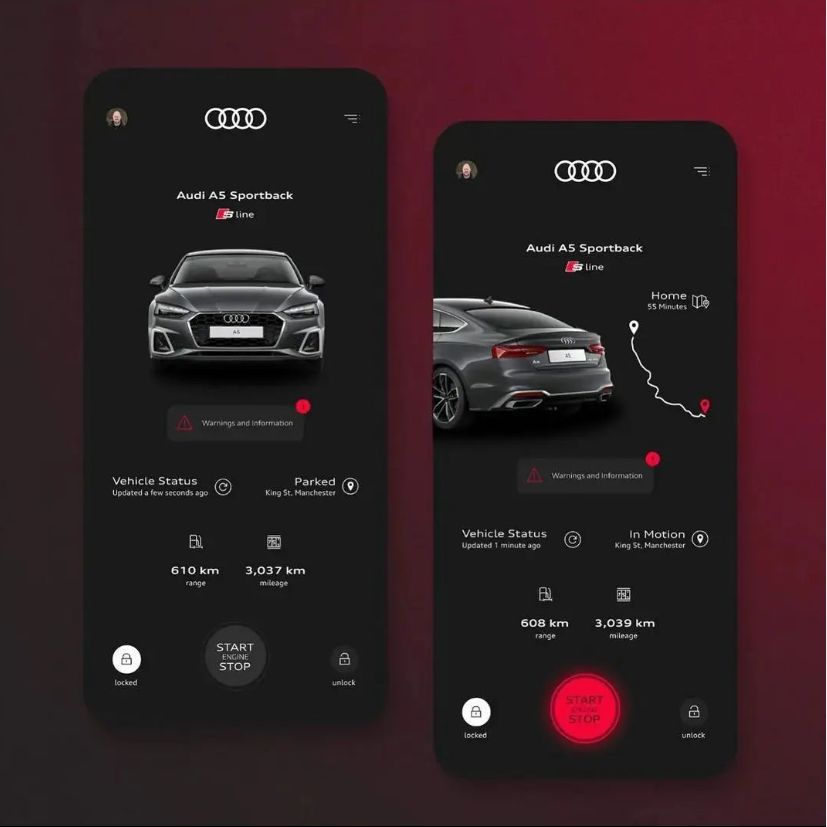 Audi A5 Sportback
S line
A5
Warnings and Information
Vehicle Status
Updated a few seconds ago
Parked
King St, Manchester
610 km
range
3,037 km
mileage
START
ENGINE
STOP
locked
unlock
Audi A5 Sportback
S line
Home
55 Minutes
A5
Warnings and Information
Vehicle Status
Updated 1 minute ago
In Motion
King St, Manchester
608 km
range
3,039 km
mileage
START
ENGINE
STOP
locked
unlock